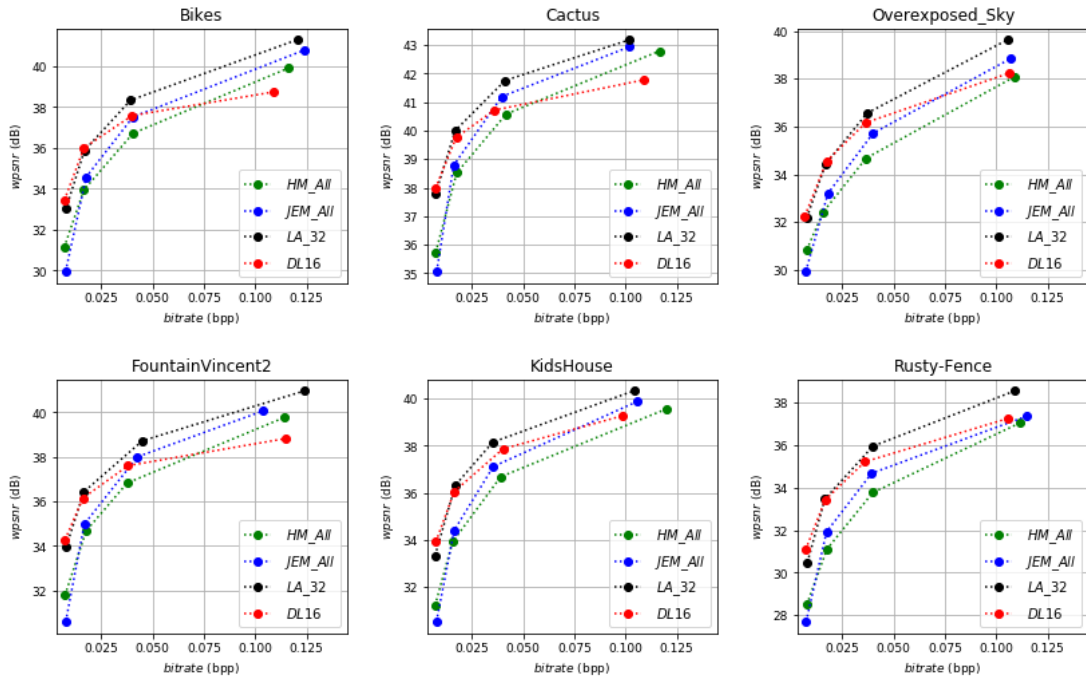 Bikes
wpsnr (dB)
40
38
36
34
32
30
HM_All
JEM_All
LA_32
DL16
0.025 0.050 0.075 0.100 0.125
bitrate (bpp)
Cactus
wpsnr (dB)
43
42
41
40
39
38
37
36
35
HM_All
JEM_All
LA_32
DL16
0.025 0.050 0.075 0.100 0.125
bitrate (bpp)
Overexposed_Sky
wpsnr (dB)
40
38
36
34
32
30
HM_All
JEM_All
LA_32
DL16
0.025 0.050 0.075 0.100 0.125
bitrate (bpp)
FountainVincent2
wpsnr (dB)
40
38
36
34
32
HM_All
JEM_All
LA_32
DL16
0.025 0.050 0.075 0.100 0.125
bitrate (bpp)
KidsHouse
wpsnr (dB)
40
38
36
34
32
HM_All
JEM_All
LA_32
DL16
0.025 0.050 0.075 0.100 0.125
bitrate (bpp)
Rusty-Fence
wpsnr (dB)
38
36
34
32
30
28
HM_All
JEM_All
LA_32
DL16
0.025 0.050 0.075 0.100 0.125
bitrate (bpp)